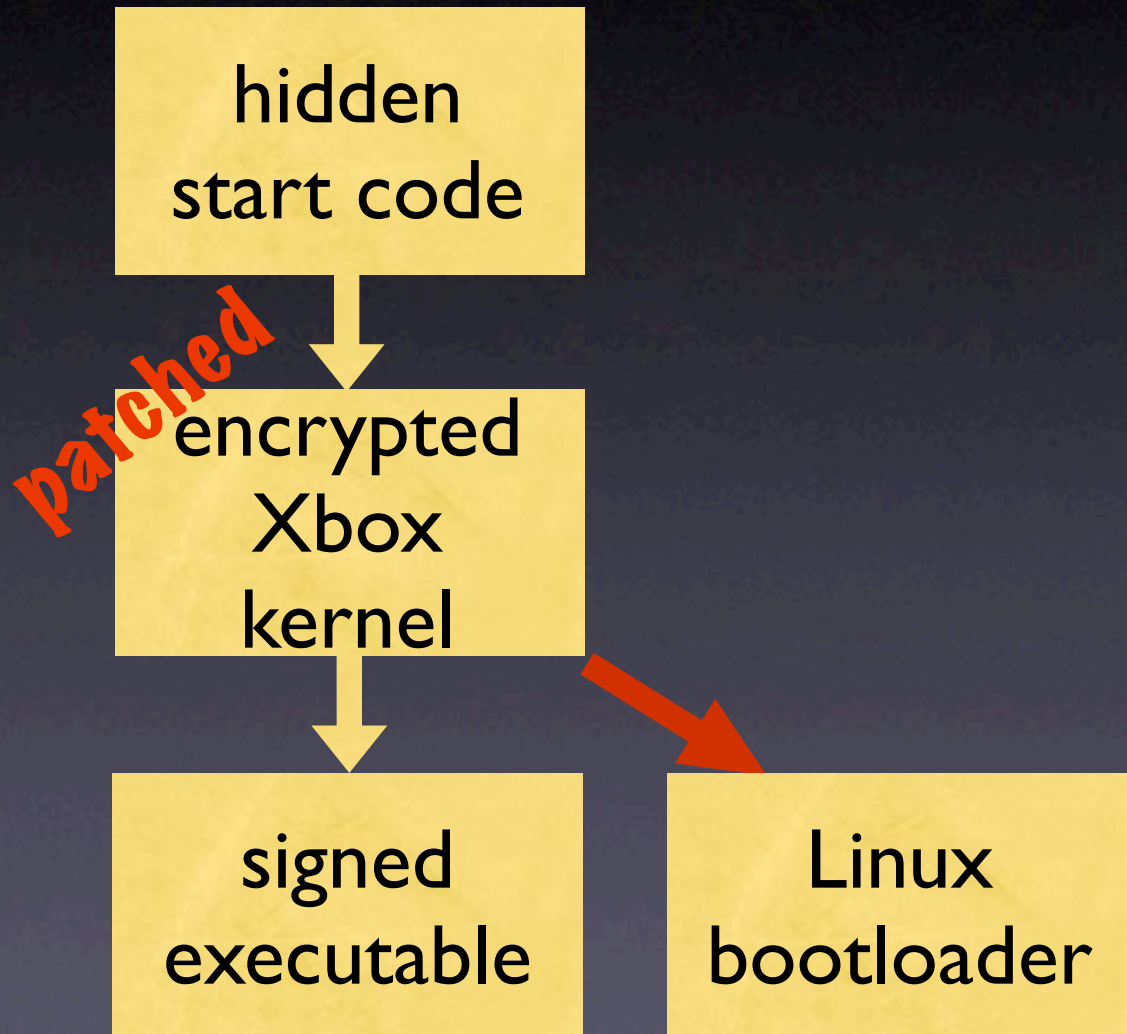 hidden
start code
patched
encrypted
Xbox
kernel
signed
executable
Linux
bootloader